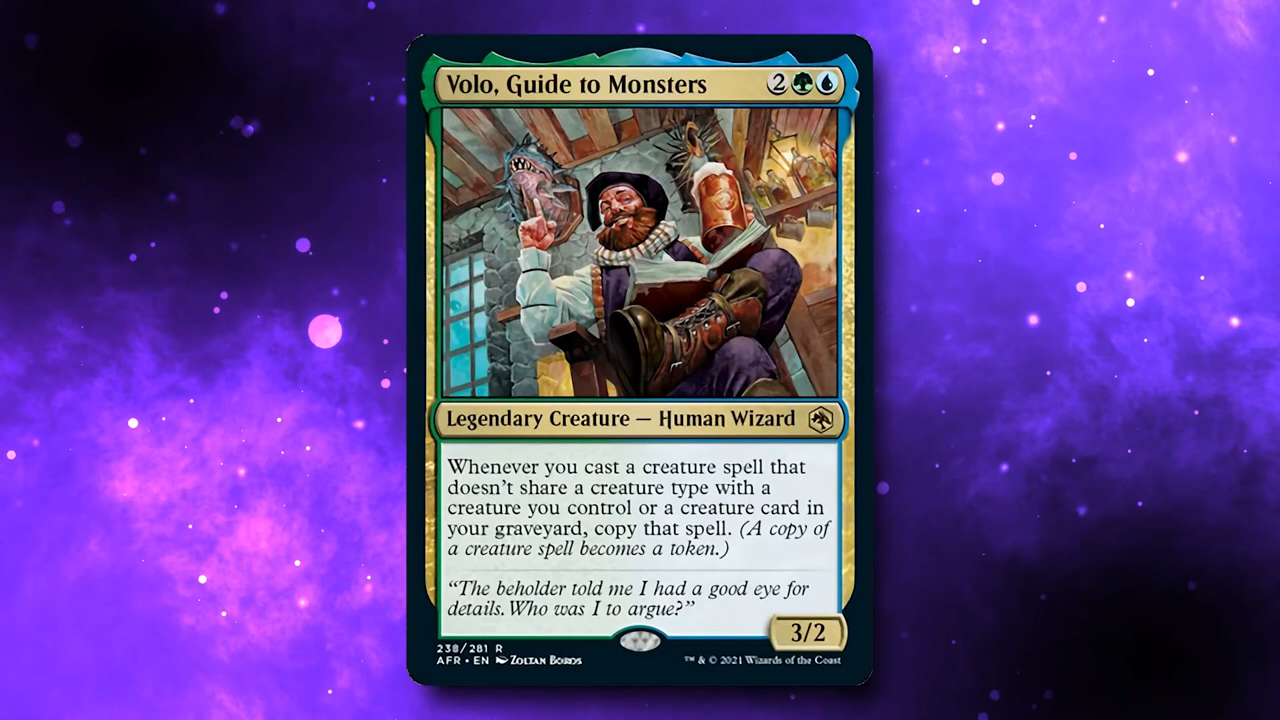 Volo, Guide to Monsters 2
Legendary Creature — Human Wizard
Whenever you cast a creature spell that
doesn't share a creature type with a
creature you control or a creature card in
your graveyard, copy that spell. (A copy of
a creature spell becomes a token.)
"The beholder told me I had a good eye for
details. Who was I to argue?"
3/2
238/281 R
AFR • EN Zoltan Boros
™ & © 2021 Wizards of the Coast